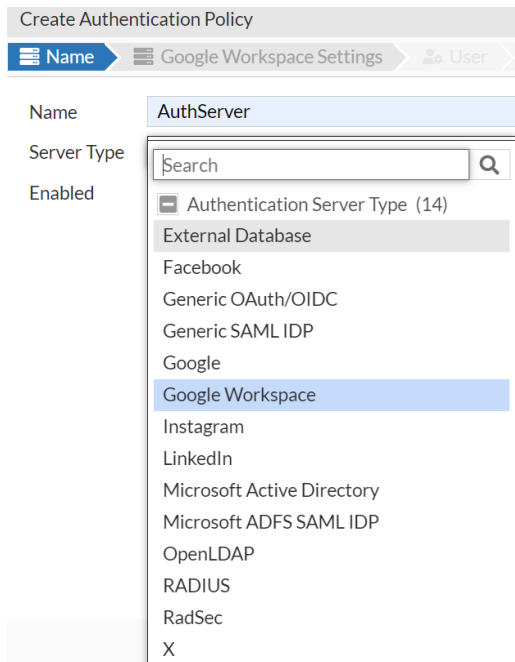 Create Authentication Policy
Name Google Workspace Settings User
Name AuthServer
Server Type
Search
Enabled
Authentication Server Type (14)
External Database
Facebook
Generic OAuth/OIDC
Generic SAML IDP
Google
Google Workspace
Instagram
LinkedIn
Microsoft Active Directory
Microsoft ADFS SAML IDP
OpenLDAP
RADIUS
RadSec
X